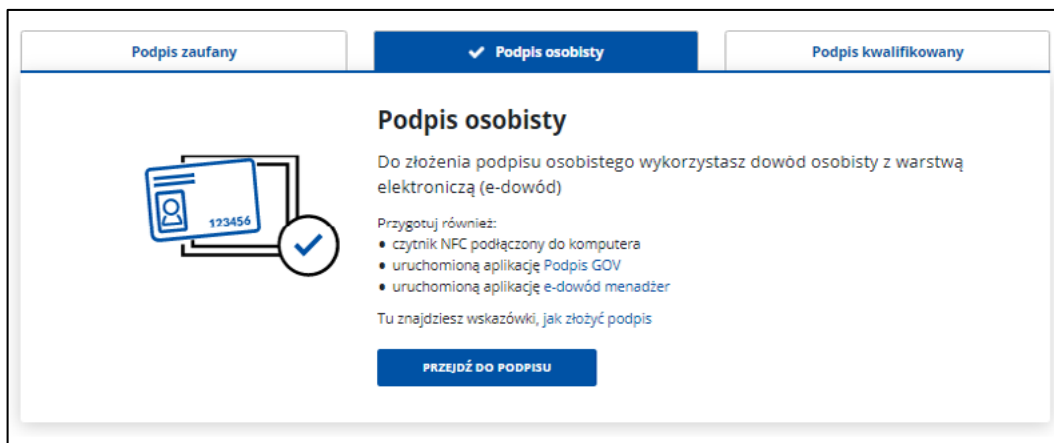 Podpis zaufany
Podpis osobisty
Podpis kwalifikowany
Podpis osobisty
Do złożenia podpisu osobistego wykorzystasz dowód osobisty z warstwą
elektroniczą (e-dowód)
123456
Przygotuj również:
• czytnik NFC podłączony do komputera
• uruchomioną aplikację Podpis GOV
• uruchomioną aplikację e-dowód menadżer
Tu znajdziesz wskazówki, jak złożyć podpis
PRZEJDŹ DO PODPISU